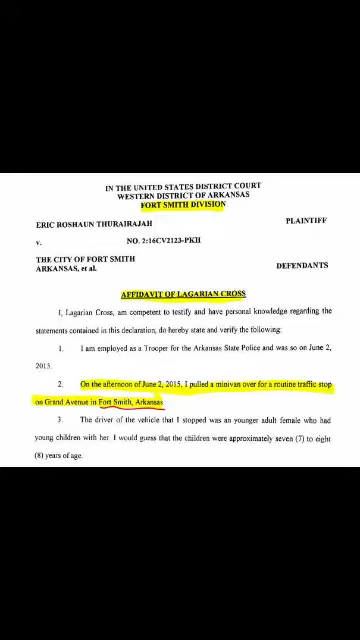 IN THE UNITED STATES DISTRICT COURT
WESTERN DISTRICT OF ARKANSAS
FORT SMITH DIVISION
ERIC ROSHAUN THURAIRAJAH PLAINTIFF
v. NO. 2:16CV2123-PKH
THE CITY OF FORT SMITH
ARKANSAS, et al. DEFENDANTS
AFFIDAVIT OF LAGARIAN CROSS
I, Lagarian Cross, am competent to testify and have personal knowledge regarding the
statements contained in this declaration, do hereby state and verify the following:
1. I am employed as a Trooper for the Arkansas State Police and was so on June 2,
2015.
2. On the afternoon of June 2, 2015, I pulled a minivan over for a routine traffic stop
on Grand Avenue in Fort Smith, Arkansas.
3. The driver of the vehicle that I stopped was an younger adult female who had
young children with her. I would guess that the children were approximately seven (7) to eight
(8) years of age.